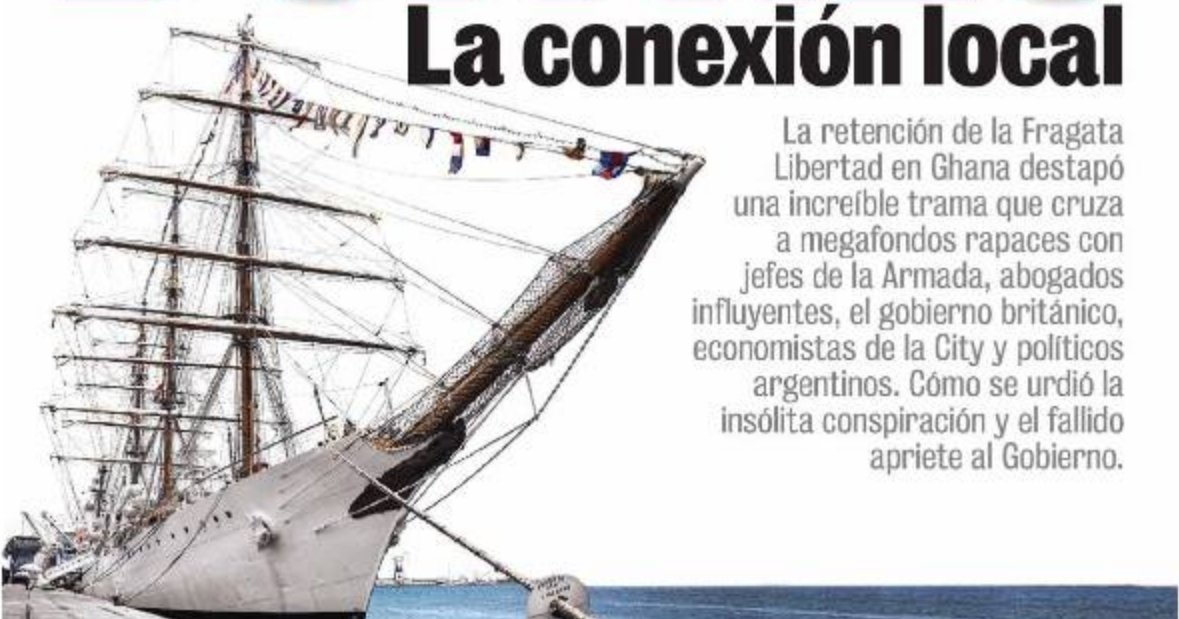 La conexión local
La retención de la Fragata
Libertad en Ghana destapó
una increíble trama que cruza
a megafondos rapaces con
jefes de la Armada, abogados
influyentes, el gobierno británico,
economistas de la City y políticos
argentinos. Cómo se urdió la
insólita conspiración y el fallido
apriete al Gobierno.